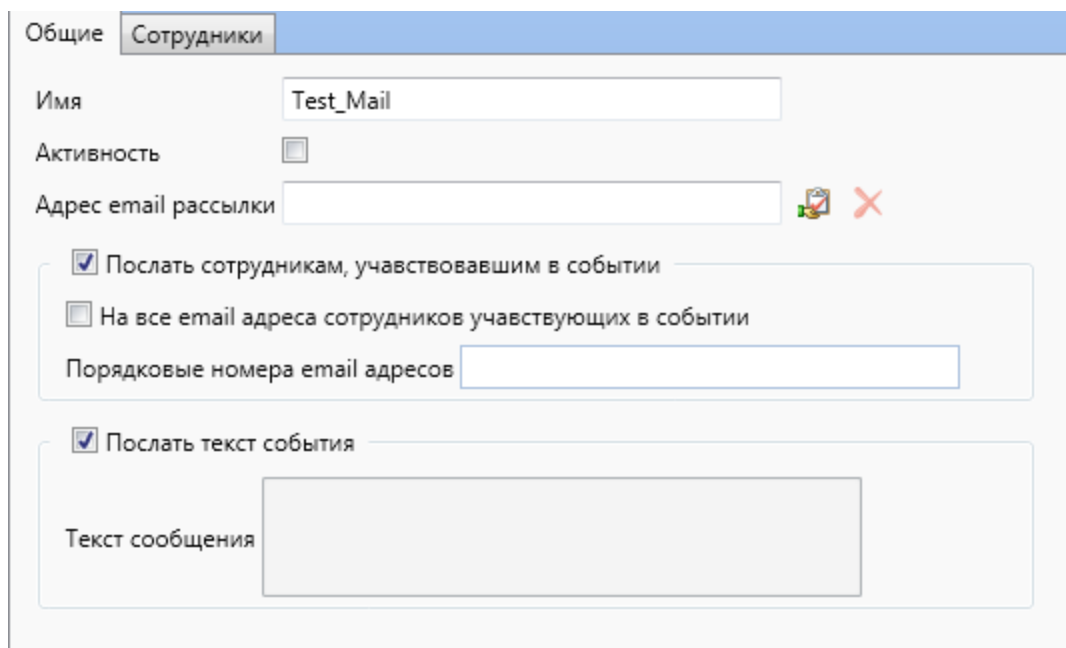 Общие Сотрудники
Имя Test_Mail
Активность
Адрес email рассылки
Послать сотрудникам, учавствовавшим в событии
На все email адреса сотрудников учавствующих в событии
Порядковые номера email адресов
Послать текст события
Текст сообщения